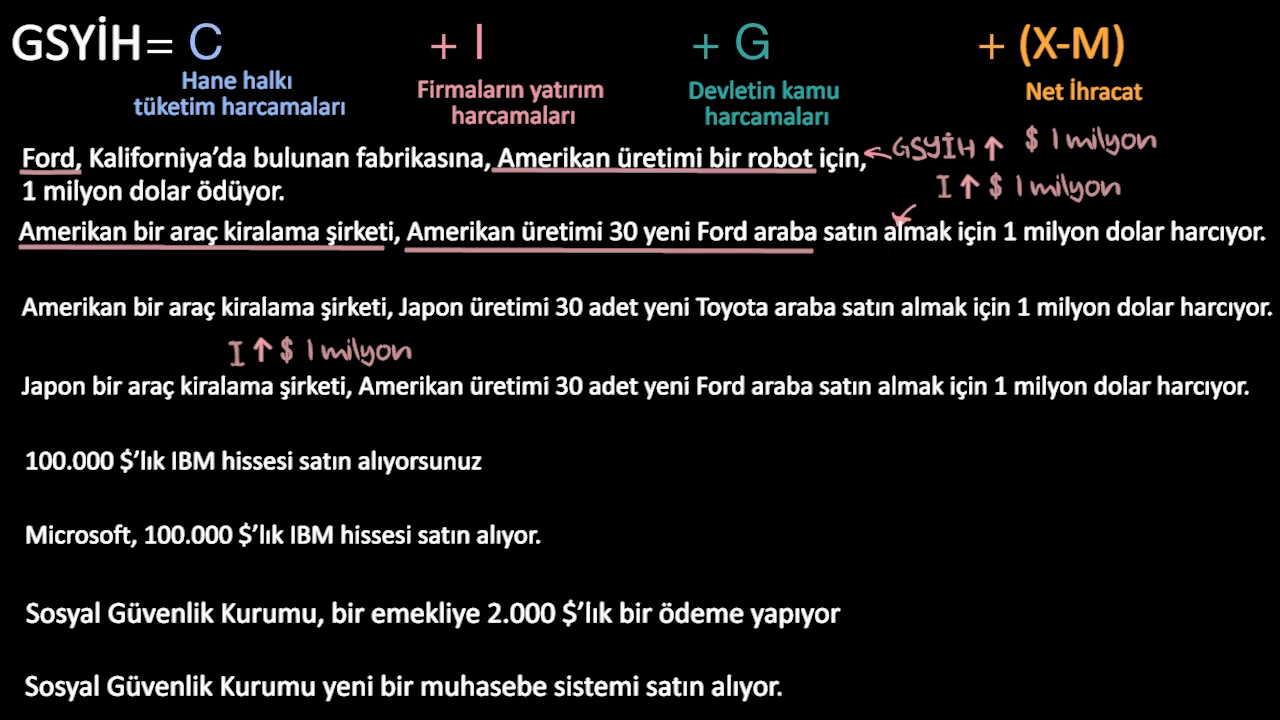 GSYİH= C + I + G + (X-M)
Hane halkı
tüketim harcamaları
Firmaların yatırım
harcamaları
Devletin kamu
harcamaları
Net İhracat
Ford, Kaliforniya’da bulunan fabrikasına, Amerikan üretimi bir robot için,
GSYİH ↑ $ 1 milyon
1 milyon dolar ödüyor.
I ↑ $ 1 milyon
Amerikan bir araç kiralama şirketi, Amerikan üretimi 30 yeni Ford araba satın almak için 1 milyon dolar harcıyor.
Amerikan bir araç kiralama şirketi, Japon üretimi 30 adet yeni Toyota araba satın almak için 1 milyon dolar harcıyor.
I ↑ $ 1 milyon
Japon bir araç kiralama şirketi, Amerikan üretimi 30 adet yeni Ford araba satın almak için 1 milyon dolar harcıyor.
100.000 $’lık IBM hissesi satın alıyorsunuz
Microsoft, 100.000 $’lık IBM hissesi satın alıyor.
Sosyal Güvenlik Kurumu, bir emekliye 2.000 $’lık bir ödeme yapıyor
Sosyal Güvenlik Kurumu yeni bir muhasebe sistemi satın alıyor.